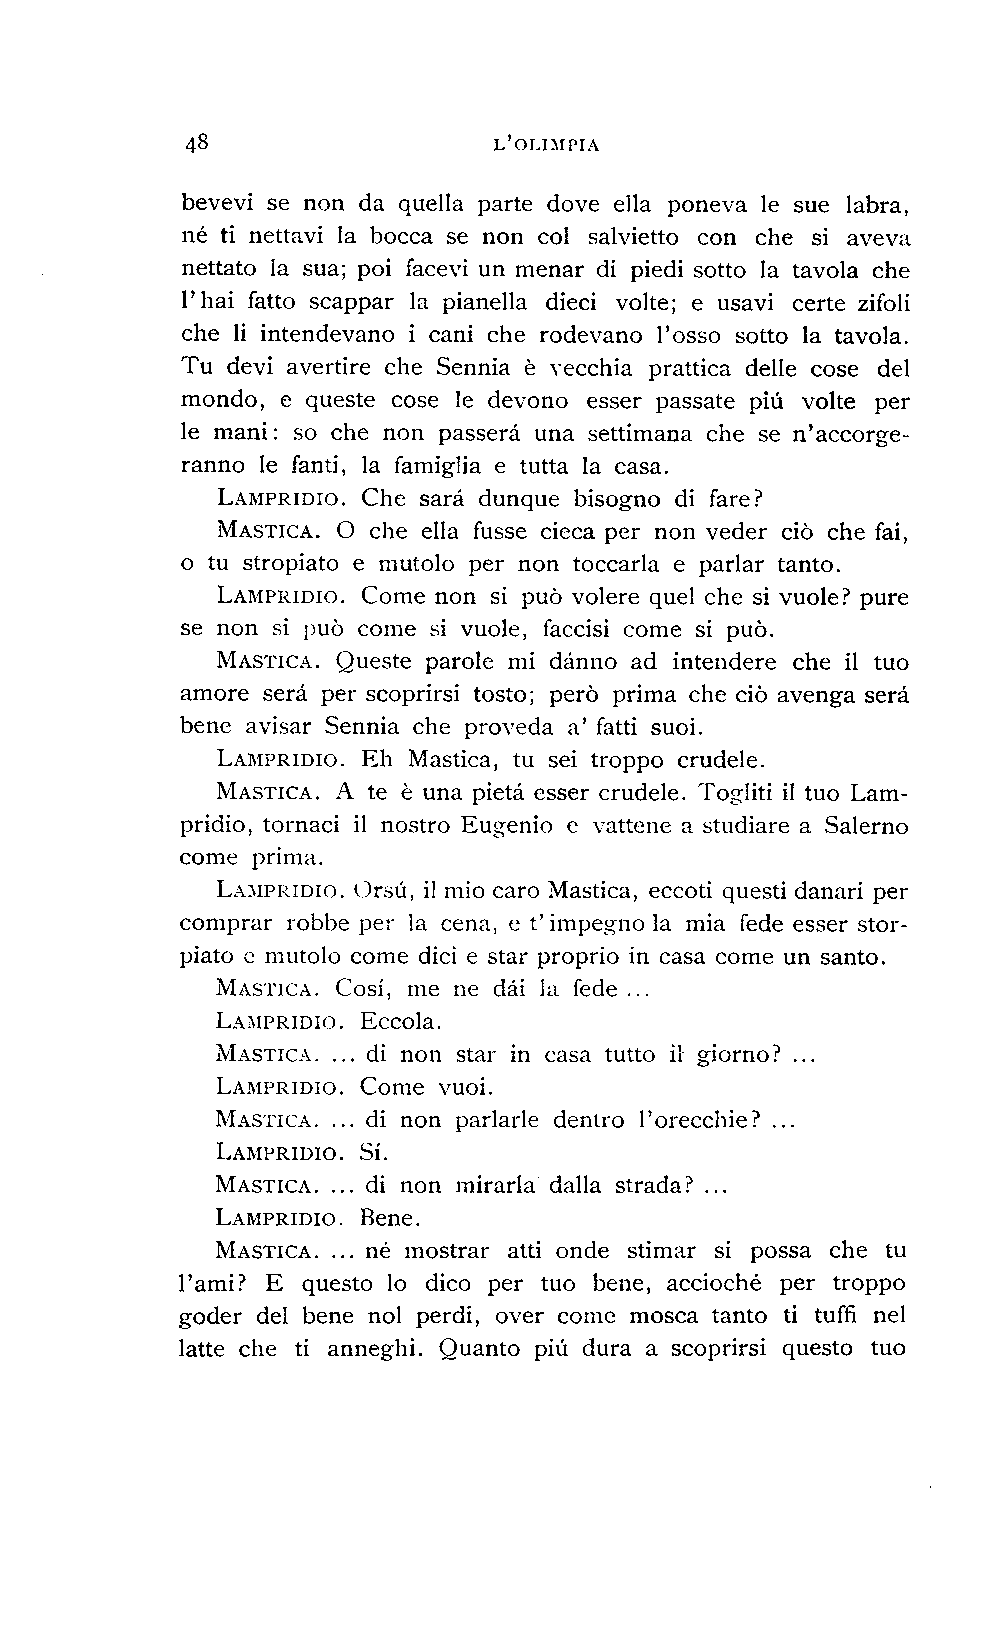 48 L'OLIMPIA
bevevi se non da quella parte dove ella poneva le sue labra,
né ti nettavi la bocca se non col salvietto con che si aveva
nettato la sua; poi facevi un menar di piedi sotto la tavola che
l'hai fatto scappar la pianella dieci volte; e usavi certe zifoli
che li intendevano i cani che rodevano l'osso sotto la tavola.
Tu devi avertire che Sennia è vecchia prattica delle cose del
mondo, e queste cose le devono esser passate piú volte per
le mani: so che non passerá una settimana che se n'accorge-
ranno le fanti, la famiglia e tutta la casa.
LAMPRIDIO. Che sará dunque bisogno di fare?
MASTICA. O che ella fusse cieca per non veder ciò che fai,
o tu stropiato e mutolo per non toccarla e parlar tanto.
LAMPRIDIO. Come non si può volere quel che si vuole? pure
se non si può come si vuole, faccisi come si può.
MASTICA. Queste parole mi dánno ad intendere che il tuo
amore será per scoprirsi tosto; però prima che ciò avenga será
bene avisar Sennia che proveda a' fatti suoi.
LAMPRIDIO. Eh Mastica, tu sei troppo crudele.
MASTICA. A te è una pietá esser crudele. Togliti il tuo Lam-
pridio, tornaci il nostro Eugenio e vattene a studiare a Salerno
come prima.
LAMPRIDIO. Orsú, il mio caro Mastica, eccoti questi danari per
comprar robbe per la cena, e t'impegno la mia fede esser stor-
piato e mutolo come dici e star proprio in casa come un santo.
MASTICA. Cosí, me ne dái la fede ...
LAMPRIDIO. Eccola.
MASTICA. ... di non star in casa tutto il giorno? ...
LAMPRIDIO. Come vuoi.
MASTICA. ... di non parlarle dentro l'orecchie? ...
LAMPRIDIO. Sí.
MASTICA. ... di non mirarla dalla strada? ...
LAMPRIDIO. Bene.
MASTICA. ... né mostrar atti onde stimar si possa che tu
l'ami? E questo lo dico per tuo bene, accioché per troppo
goder del bene nol perdi, over come mosca tanto ti tuffi nel
latte che ti anneghi. Quanto piú dura a scoprirsi questo tuo